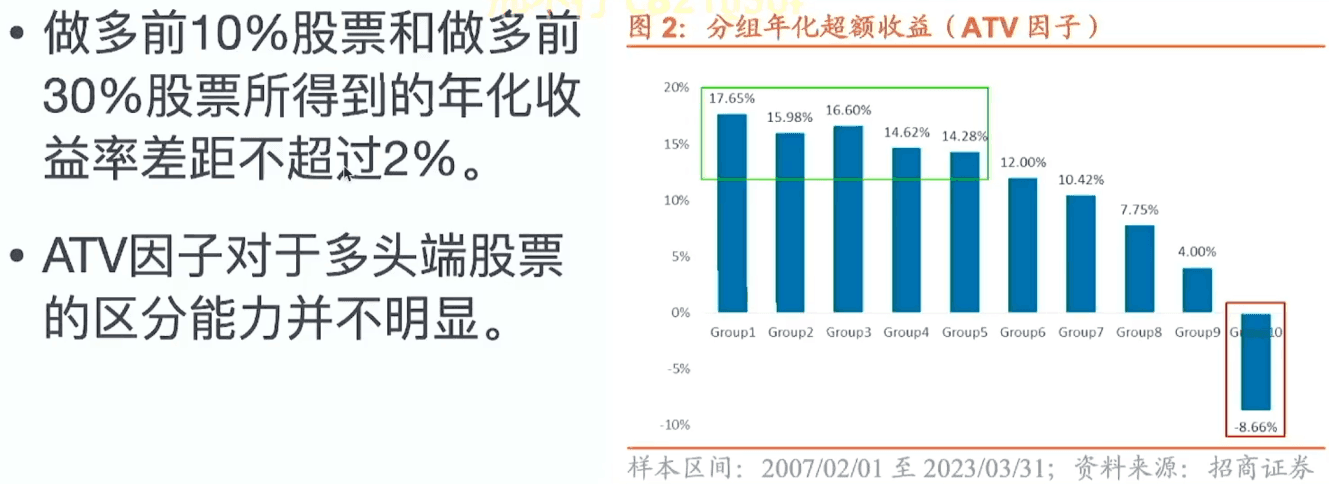 • 做多前10%股票和做多前
30%股票所得到的年化收
益率差距不超过2%。
• ATV因子对于多头端股票
的区分能力并不明显。
图 2：分组年化超额收益（ATV 因子）
20%
15%
10%
5%
0%
-5%
-10%
17.65%
15.98%
16.60%
14.62%
14.28%
12.00%
10.42%
7.75%
4.00%
-8.66%
Group1 Group2 Group3 Group4 Group5 Group6 Group7 Group8 Group9 Group10
样本区间：2007/02/01 至 2023/03/31；资料来源：招商证券